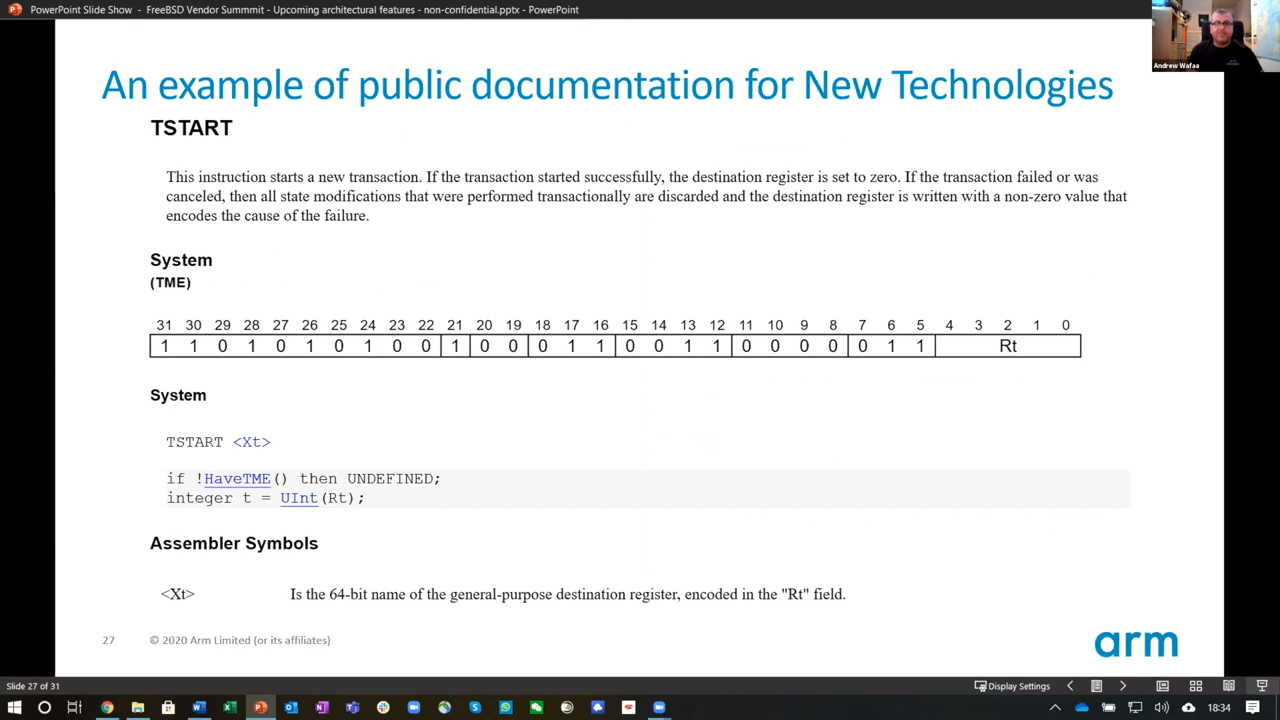 PowerPoint Slide Show - FreeBSD Vendor Summmit - Upcoming architectural features - non-confidential.pptx - PowerPoint
Andrew Wafaa
An example of public documentation for New Technologies
TSTART
This instruction starts a new transaction. If the transaction started successfully, the destination register is set to zero. If the transaction failed or was
canceled, then all state modifications that were performed transactionally are discarded and the destination register is written with a non-zero value that
encodes the cause of the failure.
System
(TME)
31 30 29 28 27 26 25 24 23 22 21 20 19 18 17 16 15 14 13 12 11 10 9 8 7 6 5 4 3 2 1 0
1 1 0 1 0 1 0 1 0 0 1 0 0 0 1 1 0 0 1 1 0 0 0 0 0 1 1 Rt
System
TSTART <Xt>
if !HaveTME() then UNDEFINED;
integer t = UInt(Rt);
Assembler Symbols
<Xt> Is the 64-bit name of the general-purpose destination register, encoded in the "Rt" field.
27 © 2020 Arm Limited (or its affiliates)
arm
Slide 27 of 31
Display Settings
18:34